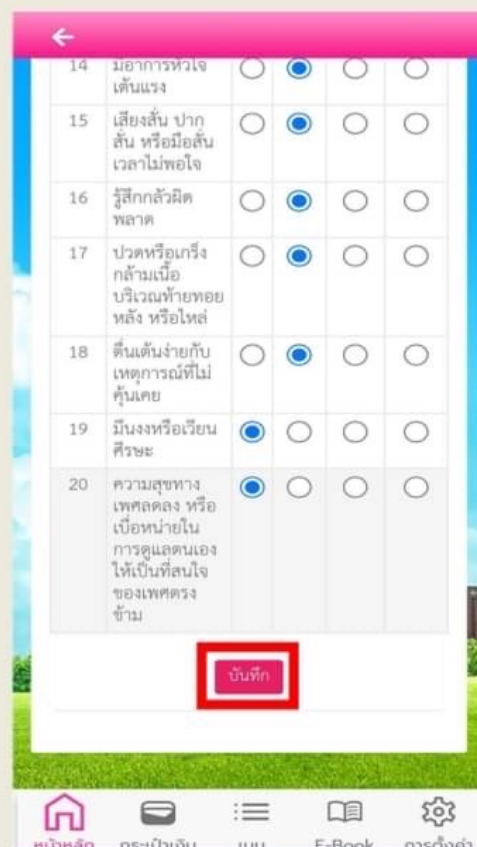 14 มีอาการหัวใจ
เต้นแรง
15 เสียงสั่น ปาก
สั่น หรือมือสั่น
เวลาไม่พอใจ
16 รู้สึกกลัวผิด
พลาด
17 ปวดหรือเกร็ง
กล้ามเนื้อ
บริเวณท้ายทอย
หลัง หรือไหล่
18 ตื่นเต้นง่ายกับ
เหตุการณ์ที่ไม่
คุ้นเคย
19 มึนงงหรือเวียน
ศีรษะ
20 ความสุขทาง
เพศลดลง หรือ
เบื่อหน่ายใน
การดูแลตนเอง
ให้เป็นที่สนใจ
ของเพศตรง
ข้าม
บันทึก
หน้าหลัก กระเป๋าเงิน เมนู E-Book การตั้งค่า